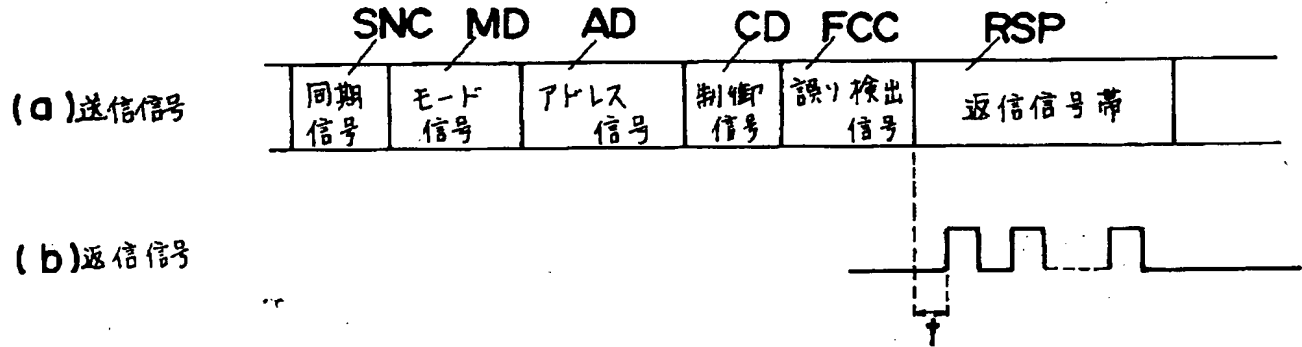 SNC MD AD CD FCC RSP
(a)送信信号
同期信号
モード信号
アドレス信号
制御信号
誤り検出信号
返信信号帯
(b)返信信号
t